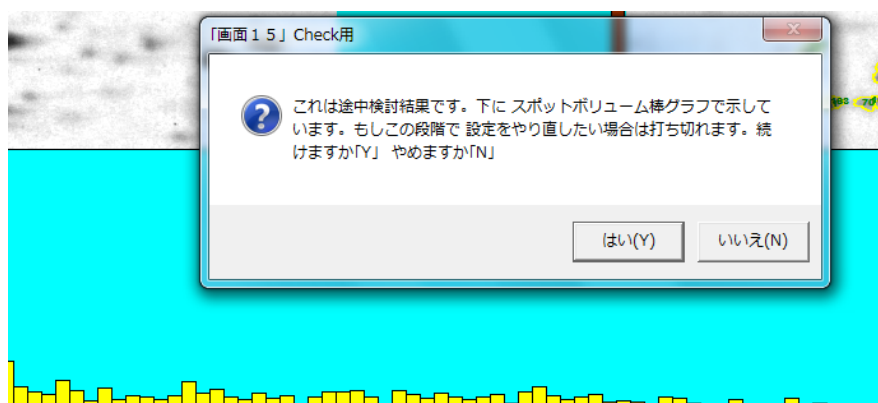 「画面１５」Check用
これは途中検討結果です。下に スポットボリューム棒グラフで示して
います。もしこの段階で 設定をやり直したい場合は打ち切れます。続
けますか「Y」 やめますか「N」
はい(Y)
いいえ(N)